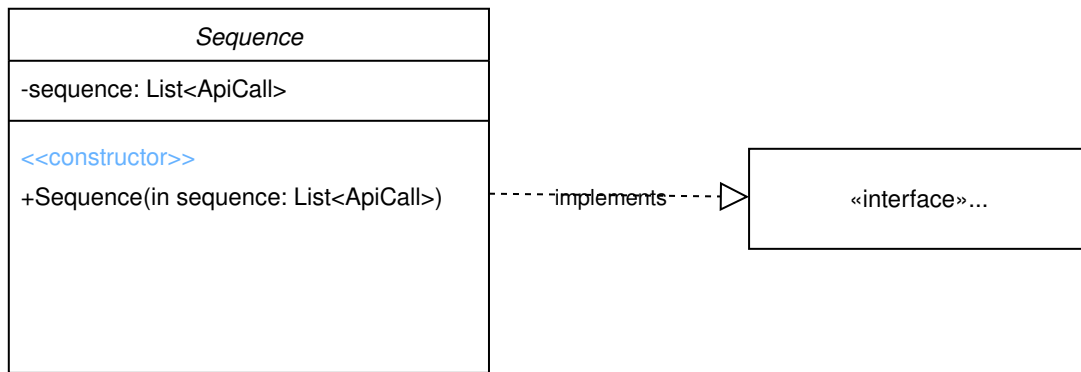 Sequence
-sequence: List<ApiCall>
<<constructor>>
+Sequence(in sequence: List<ApiCall>)
implements
«interface»...